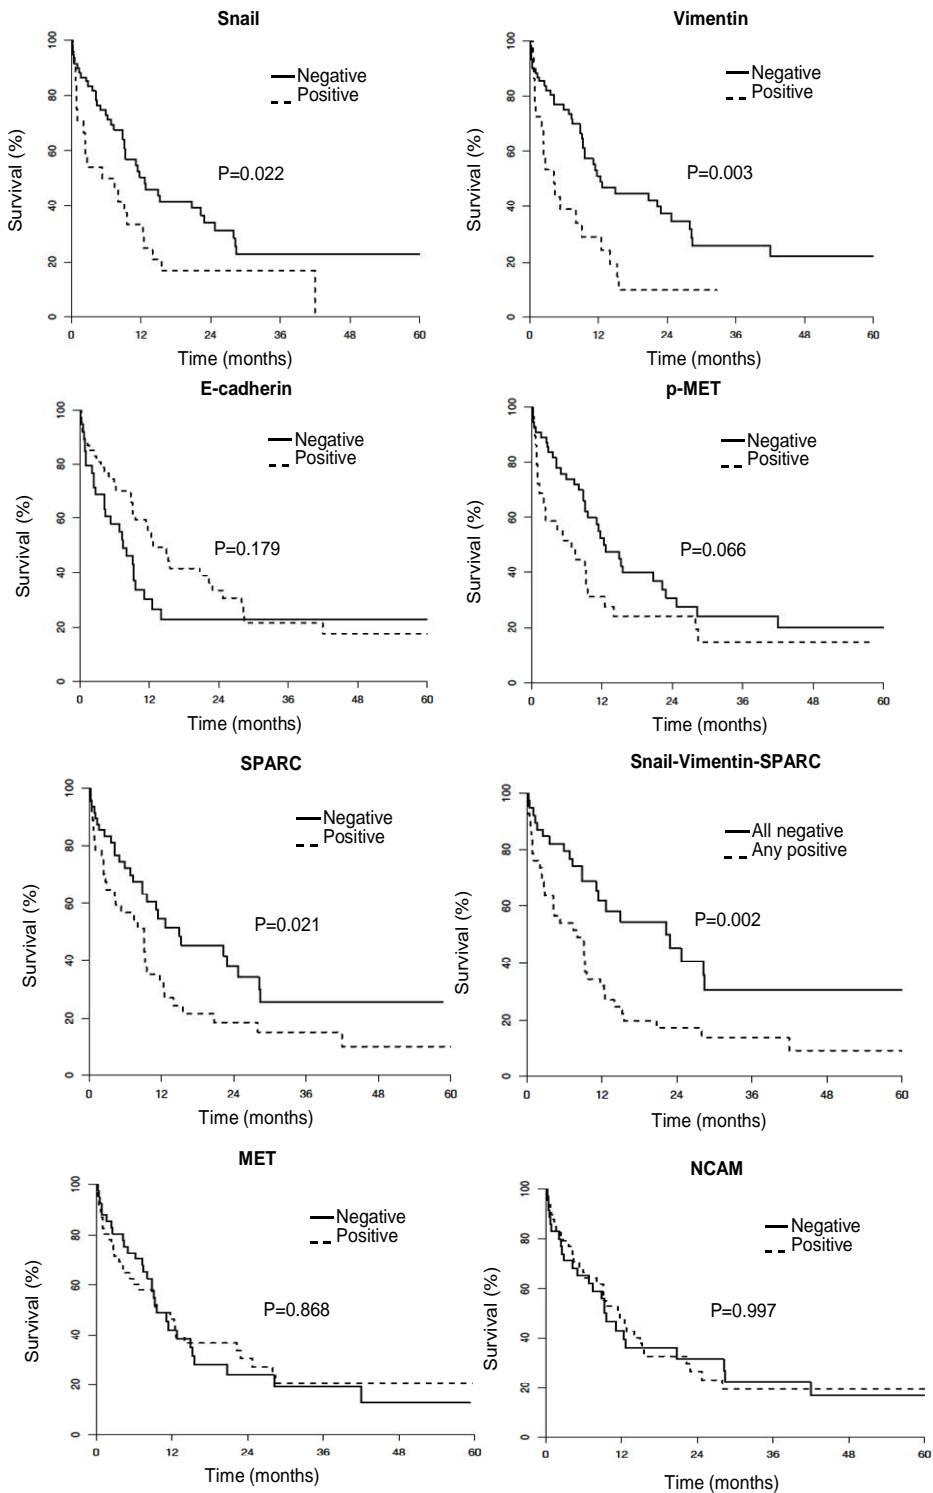 Snail
100
80
60
40
20
0
Survival (%)
Negative
Positive
P=0.022
0 12 24 36 48 60
Time (months)
Vimentin
100
80
60
40
20
0
Survival (%)
Negative
Positive
P=0.003
0 12 24 36 48 60
Time (months)
E-cadherin
100
80
60
40
20
0
Survival (%)
Negative
Positive
P=0.179
0 12 24 36 48 60
Time (months)
p-MET
100
80
60
40
20
0
Survival (%)
Negative
Positive
P=0.066
0 12 24 36 48 60
Time (months)
SPARC
100
80
60
40
20
0
Survival (%)
Negative
Positive
P=0.021
0 12 24 36 48 60
Time (months)
Snail-Vimentin-SPARC
100
80
60
40
20
0
Survival (%)
All negative
Any positive
P=0.002
0 12 24 36 48 60
Time (months)
MET
100
80
60
40
20
0
Survival (%)
Negative
Positive
P=0.868
0 12 24 36 48 60
Time (months)
NCAM
100
80
60
40
20
0
Survival (%)
Negative
Positive
P=0.997
0 12 24 36 48 60
Time (months)